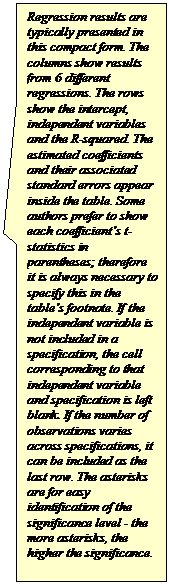 Regression results are
typically presented in
this compact form. The
columns show results
from 6 different
regressions. The rows
show the intercept,
independent variables
and the R-squared. The
estimated coefficiants
and their associated
standard errors appear
inside the table. Some
authors prefer to show
each coefficient's t-
statistics in
parentheses; therefore
it is always necessary to
specify this in the
table's footnote. If the
independent variable is
not included in a
specification, the cell
corresponding to that
independent variable
and specification is left
blank. If the number of
observations varies
across specifications, it
can be included as the
last row. The asterisks
are for easy
identification of the
significance level - the
more asterisks, the
higher the significance.